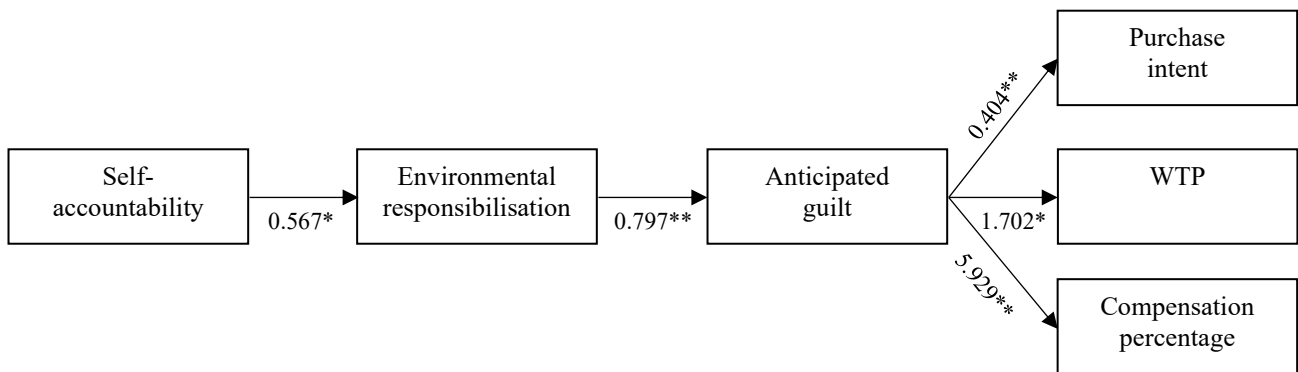 Purchase
intent
0.404**
Self-
accountability
0.567*
Environmental
responsibilisation
0.797**
Anticipated
guilt
WTP
1.702*
5.929**
Compensation
percentage